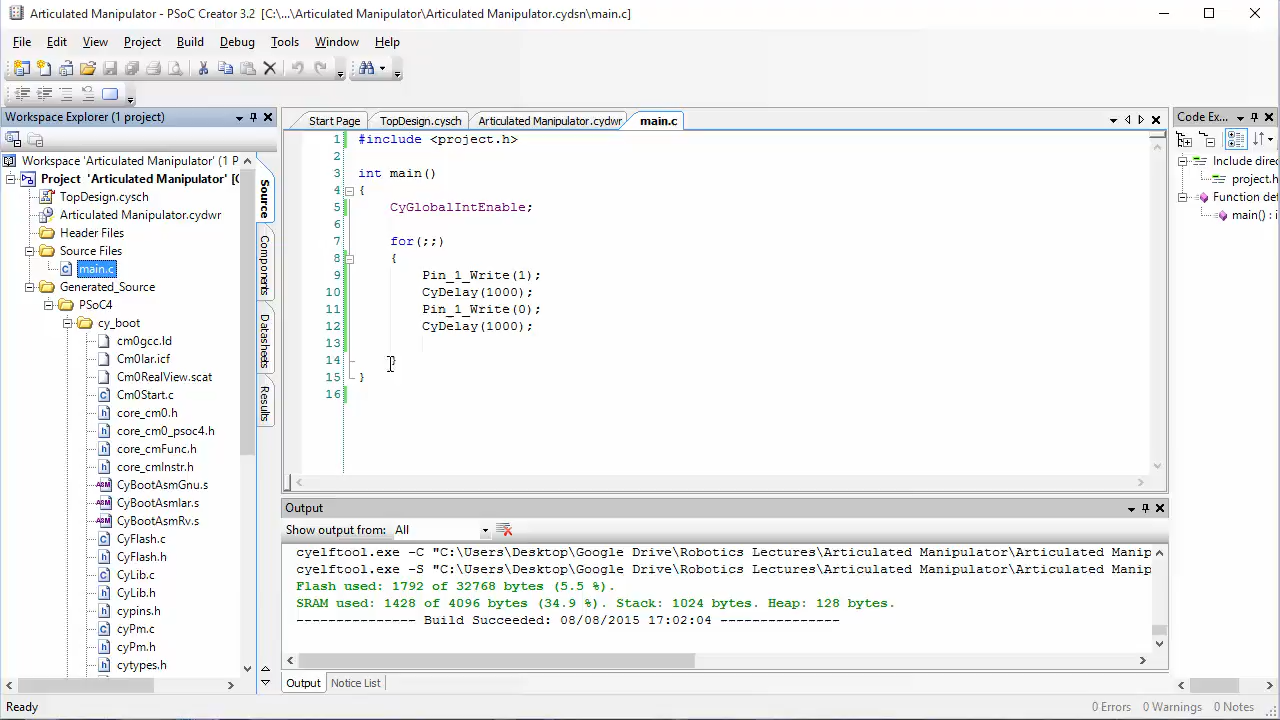 Articulated Manipulator - PSoC Creator 3.2 [C:\...\Articulated Manipulator\Articulated Manipulator.cydsn\main.c]
File Edit View Project Build Debug Tools Window Help
Workspace Explorer (1 project)
Workspace 'Articulated Manipulator' (1 P
Project 'Articulated Manipulator' [C
TopDesign.cysch
Articulated Manipulator.cydwr
Header Files
Source Files
main.c
Generated_Source
PSoC4
cy_boot
cm0gcc.ld
Cm0Iar.icf
Cm0RealView.scat
Cm0Start.c
core_cm0.h
core_cm0_psoc4.h
core_cmFunc.h
core_cmInstr.h
CyBootAsmGnu.s
CyBootAsmIar.s
CyBootAsmRv.s
CyFlash.c
CyFlash.h
CyLib.c
CyLib.h
cypins.h
cyPm.c
cyPm.h
cytypes.h
Source
Components
Datasheets
Results
Start Page TopDesign.cysch Articulated Manipulator.cydwr main.c
1 #include <project.h>
2
3 int main()
4 {
5 CyGlobalIntEnable;
6
7 for(;;)
8 {
9 Pin_1_Write(1);
10 CyDelay(1000);
11 Pin_1_Write(0);
12 CyDelay(1000);
13
14 }
15 }
16
Output
Show output from: All
cyelftool.exe -C "C:\Users\Desktop\Google Drive\Robotics Lectures\Articulated Manipulator\Articulated Manip
cyelftool.exe -S "C:\Users\Desktop\Google Drive\Robotics Lectures\Articulated Manipulator\Articulated Manip
Flash used: 1792 of 32768 bytes (5.5 %).
SRAM used: 1428 of 4096 bytes (34.9 %). Stack: 1024 bytes. Heap: 128 bytes.
--------------- Build Succeeded: 08/08/2015 17:02:04 ---------------
Output Notice List
Code Ex...
Include direc
project.h
Function def
main() : i
Ready
0 Errors 0 Warnings 0 Notes